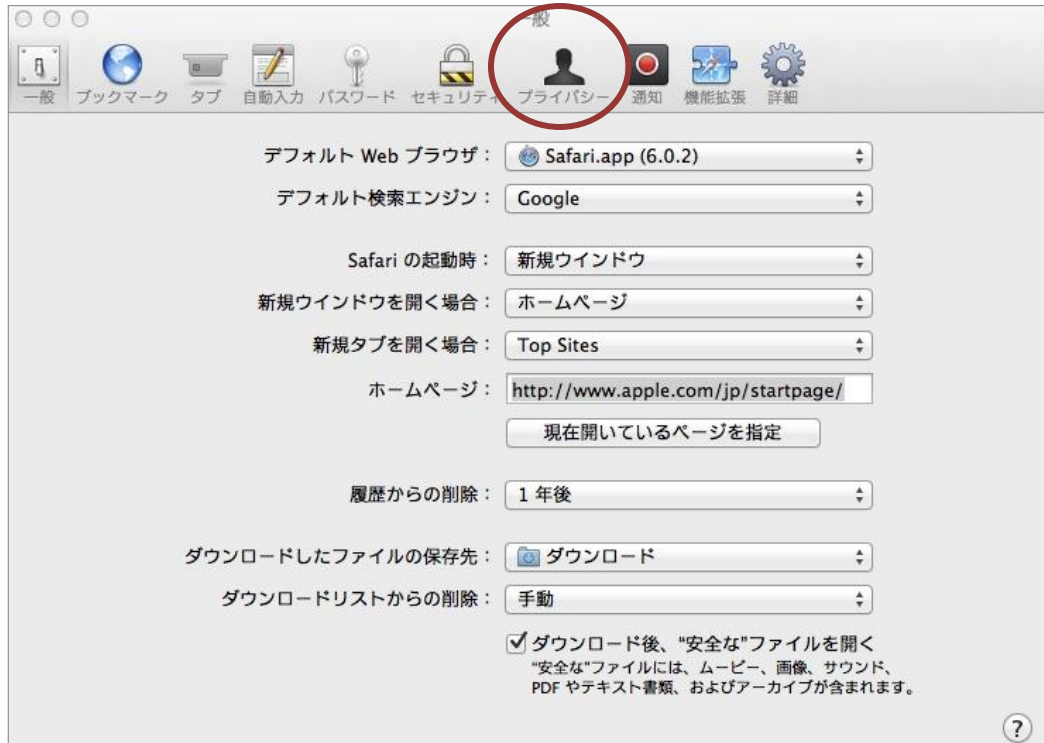 一般
一般 ブックマーク タブ 自動入力 パスワード セキュリティ プライバシー 通知 機能拡張 詳細
デフォルト Web ブラウザ： Safari.app (6.0.2)
デフォルト検索エンジン： Google
Safari の起動時： 新規ウインドウ
新規ウインドウを開く場合： ホームページ
新規タブを開く場合： Top Sites
ホームページ： http://www.apple.com/jp/startpage/
現在開いているページを指定
履歴からの削除： 1 年後
ダウンロードしたファイルの保存先： ダウンロード
ダウンロードリストからの削除： 手動
ダウンロード後、“安全な”ファイルを開く
“安全な”ファイルには、ムービー、画像、サウンド、
PDF やテキスト書類、およびアーカイブが含まれます。
?